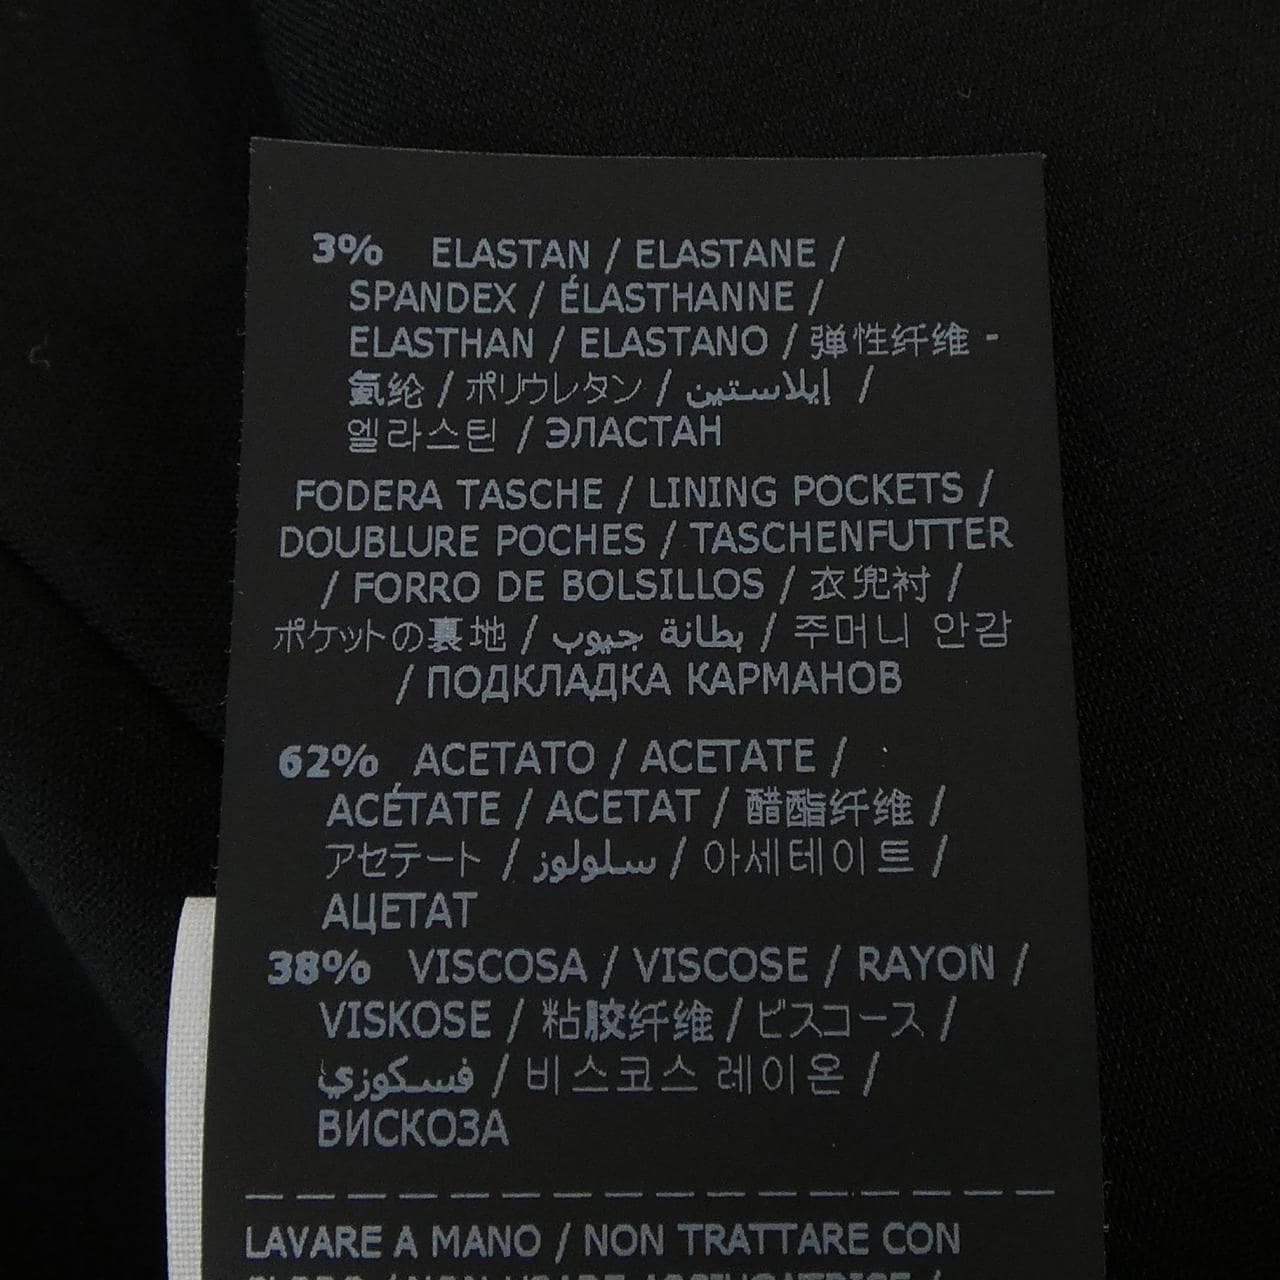 3% ELASTAN / ELASTANE /
SPANDEX / ÉLASTHANNE /
ELASTHAN / ELASTANO / 弹性纤维 -
氨纶 / ポリウレタン / إيلاستين /
엘라스틴 / ЭЛАСТАН
FODERA TASCHE / LINING POCKETS /
DOUBLURE POCHES / TASCHENFUTTER
/ FORRO DE BOLSILLOS / 衣兜衬 /
ポケットの裏地 / بطانة جيوب / 주머니 안감
/ ПОДКЛАДКА КАРМАНОВ
62% ACETATO / ACETATE /
ACÉTATE / ACETAT / 醋酯纤维 /
アセテート / سلولوز / 아세테이트 /
АЦЕТАТ
38% VISCOSA / VISCOSE / RAYON /
VISKOSE / 粘胶纤维 / ビスコース /
فسكوزي / 비스코스 레이온 /
ВИСКОЗА
LAVARE A MANO / NON TRATTARE CON